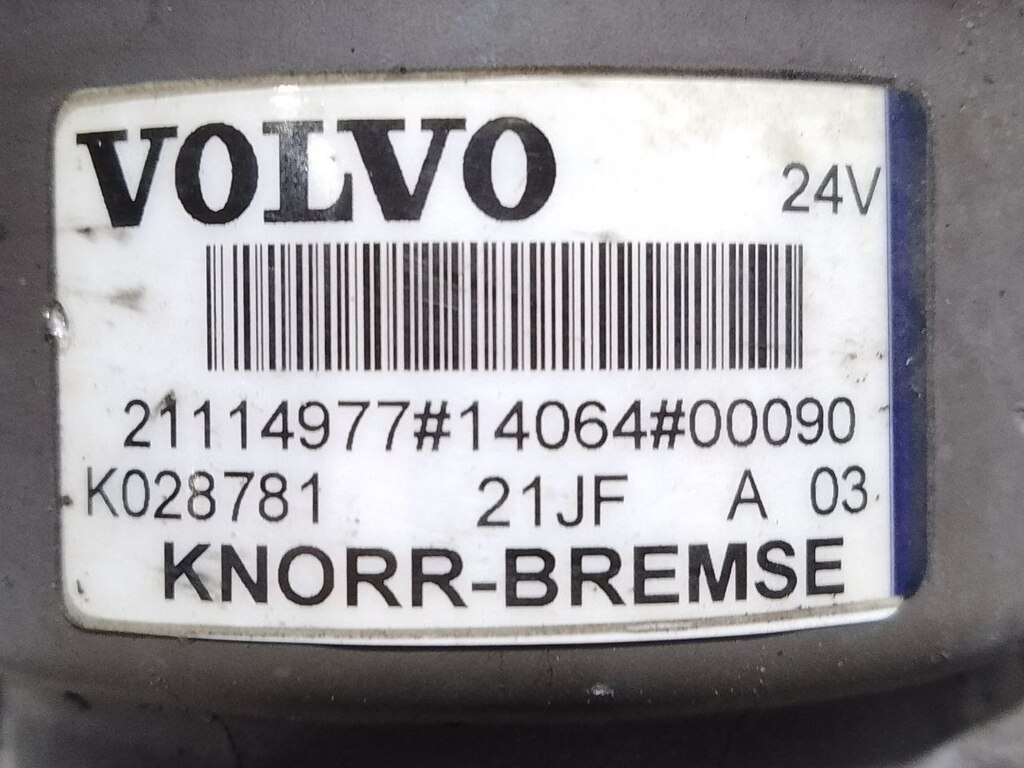 VOLVO
24V
21114977#14064#00090
K028781 21JF A 03
KNORR-BREMSE